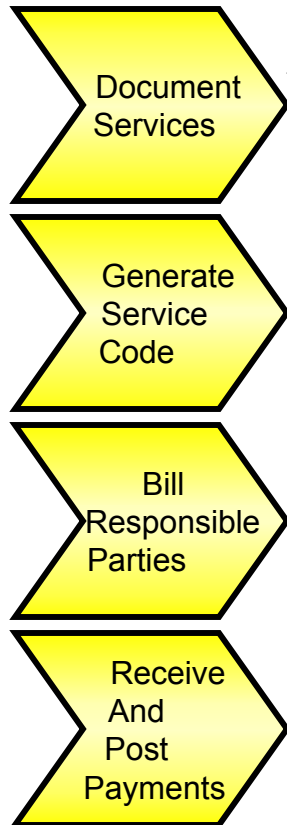 Document
Services
Generate
Service
Code
Bill
Responsible
Parties
Receive
And
Post
Payments